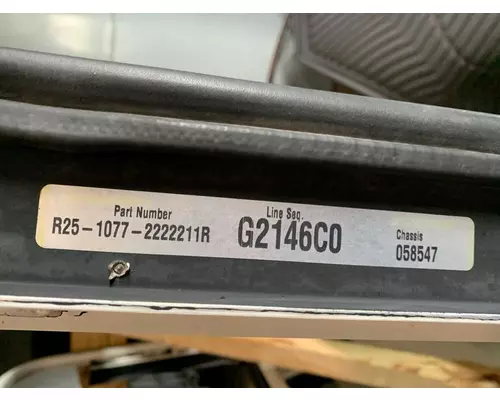 Part Number
R25-1077-2222211R
Line Seq.
G2146C0
Chassis
058547